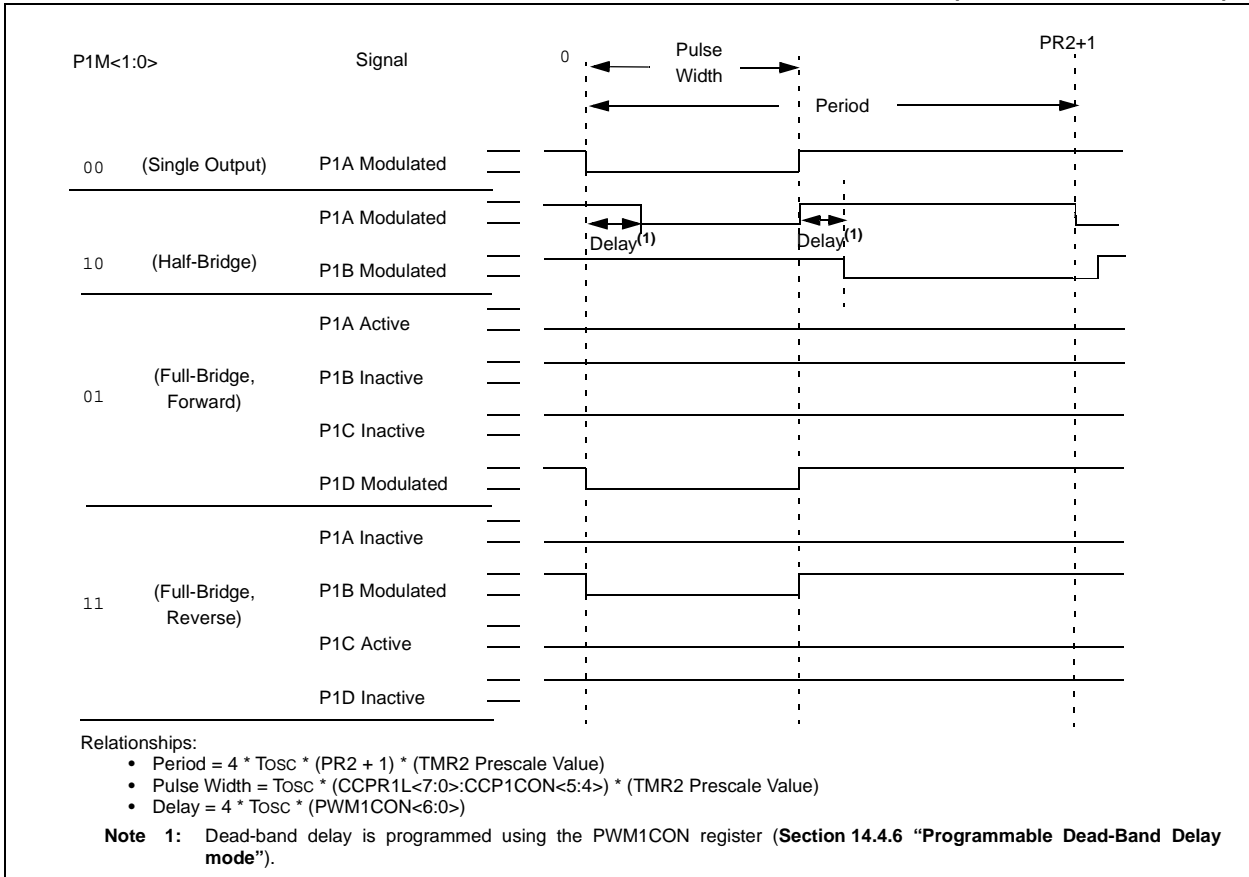 P1M<1:0>
Signal
0
Pulse
Width
PR2+1
Period
00
(Single Output)
P1A Modulated
P1A Modulated
Delay(1)
Delay(1)
10
(Half-Bridge)
P1B Modulated
P1A Active
(Full-Bridge,
Forward)
01
P1B Inactive
P1C Inactive
P1D Modulated
P1A Inactive
(Full-Bridge,
Reverse)
11
P1B Modulated
P1C Active
P1D Inactive
Relationships:
• Period = 4 * TOSC * (PR2 + 1) * (TMR2 Prescale Value)
• Pulse Width = TOSC * (CCPR1L<7:0>:CCP1CON<5:4>) * (TMR2 Prescale Value)
• Delay = 4 * TOSC * (PWM1CON<6:0>)
Note 1: Dead-band delay is programmed using the PWM1CON register (Section 14.4.6 “Programmable Dead-Band Delay
mode”).